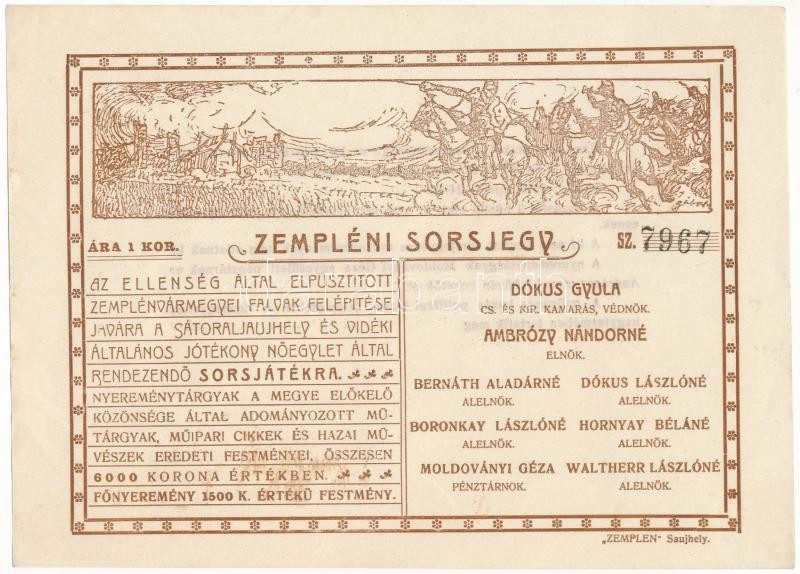 ÁRA 1 KOR.
ZEMPLÉNI SORSJEGY
SZ. 7967
AZ ELLENSÉG ÁLTAL ELPUSZTITOTT
ZEMPLÉNVÁRMEGYEI FALVAK FELÉPITÉSE
JAVÁRA A SÁTORALJAUJHELY ÉS VIDÉKI
ÁLTALÁNOS JÓTÉKONY NŐEGYLET ÁLTAL
RENDEZENDŐ SORSJÁTÉKRA.
NYEREMÉNYTÁRGYAK A MEGYE ELŐKELŐ
KÖZÖNSÉGE ÁLTAL ADOMÁNYOZOTT MŰ-
TÁRGYAK, MŰIPARI CIKKEK ÉS HAZAI MŰ-
VÉSZEK EREDETI FESTMÉNYEI, ÖSSZESEN
6000 KORONA ÉRTÉKBEN.
FŐNYEREMÉNY 1500 K. ÉRTÉKŰ FESTMÉNY.
DÓKUS GYULA
CS. ÉS KIR. KAMARÁS, VÉDNÖK.
AMBRÓZY NÁNDORNÉ
ELNÖK.
BERNÁTH ALADÁRNÉ DÓKUS LÁSZLÓNÉ
ALELNÖK. ALELNÖK.
BORONKAY LÁSZLÓNÉ HORNYAY BÉLÁNÉ
ALELNÖK. ALELNÖK.
MOLDOVÁNYI GÉZA WALTHERR LÁSZLÓNÉ
PÉNZTÁRNOK. ALELNÖK.
„ZEMPLEN" Saujhely.